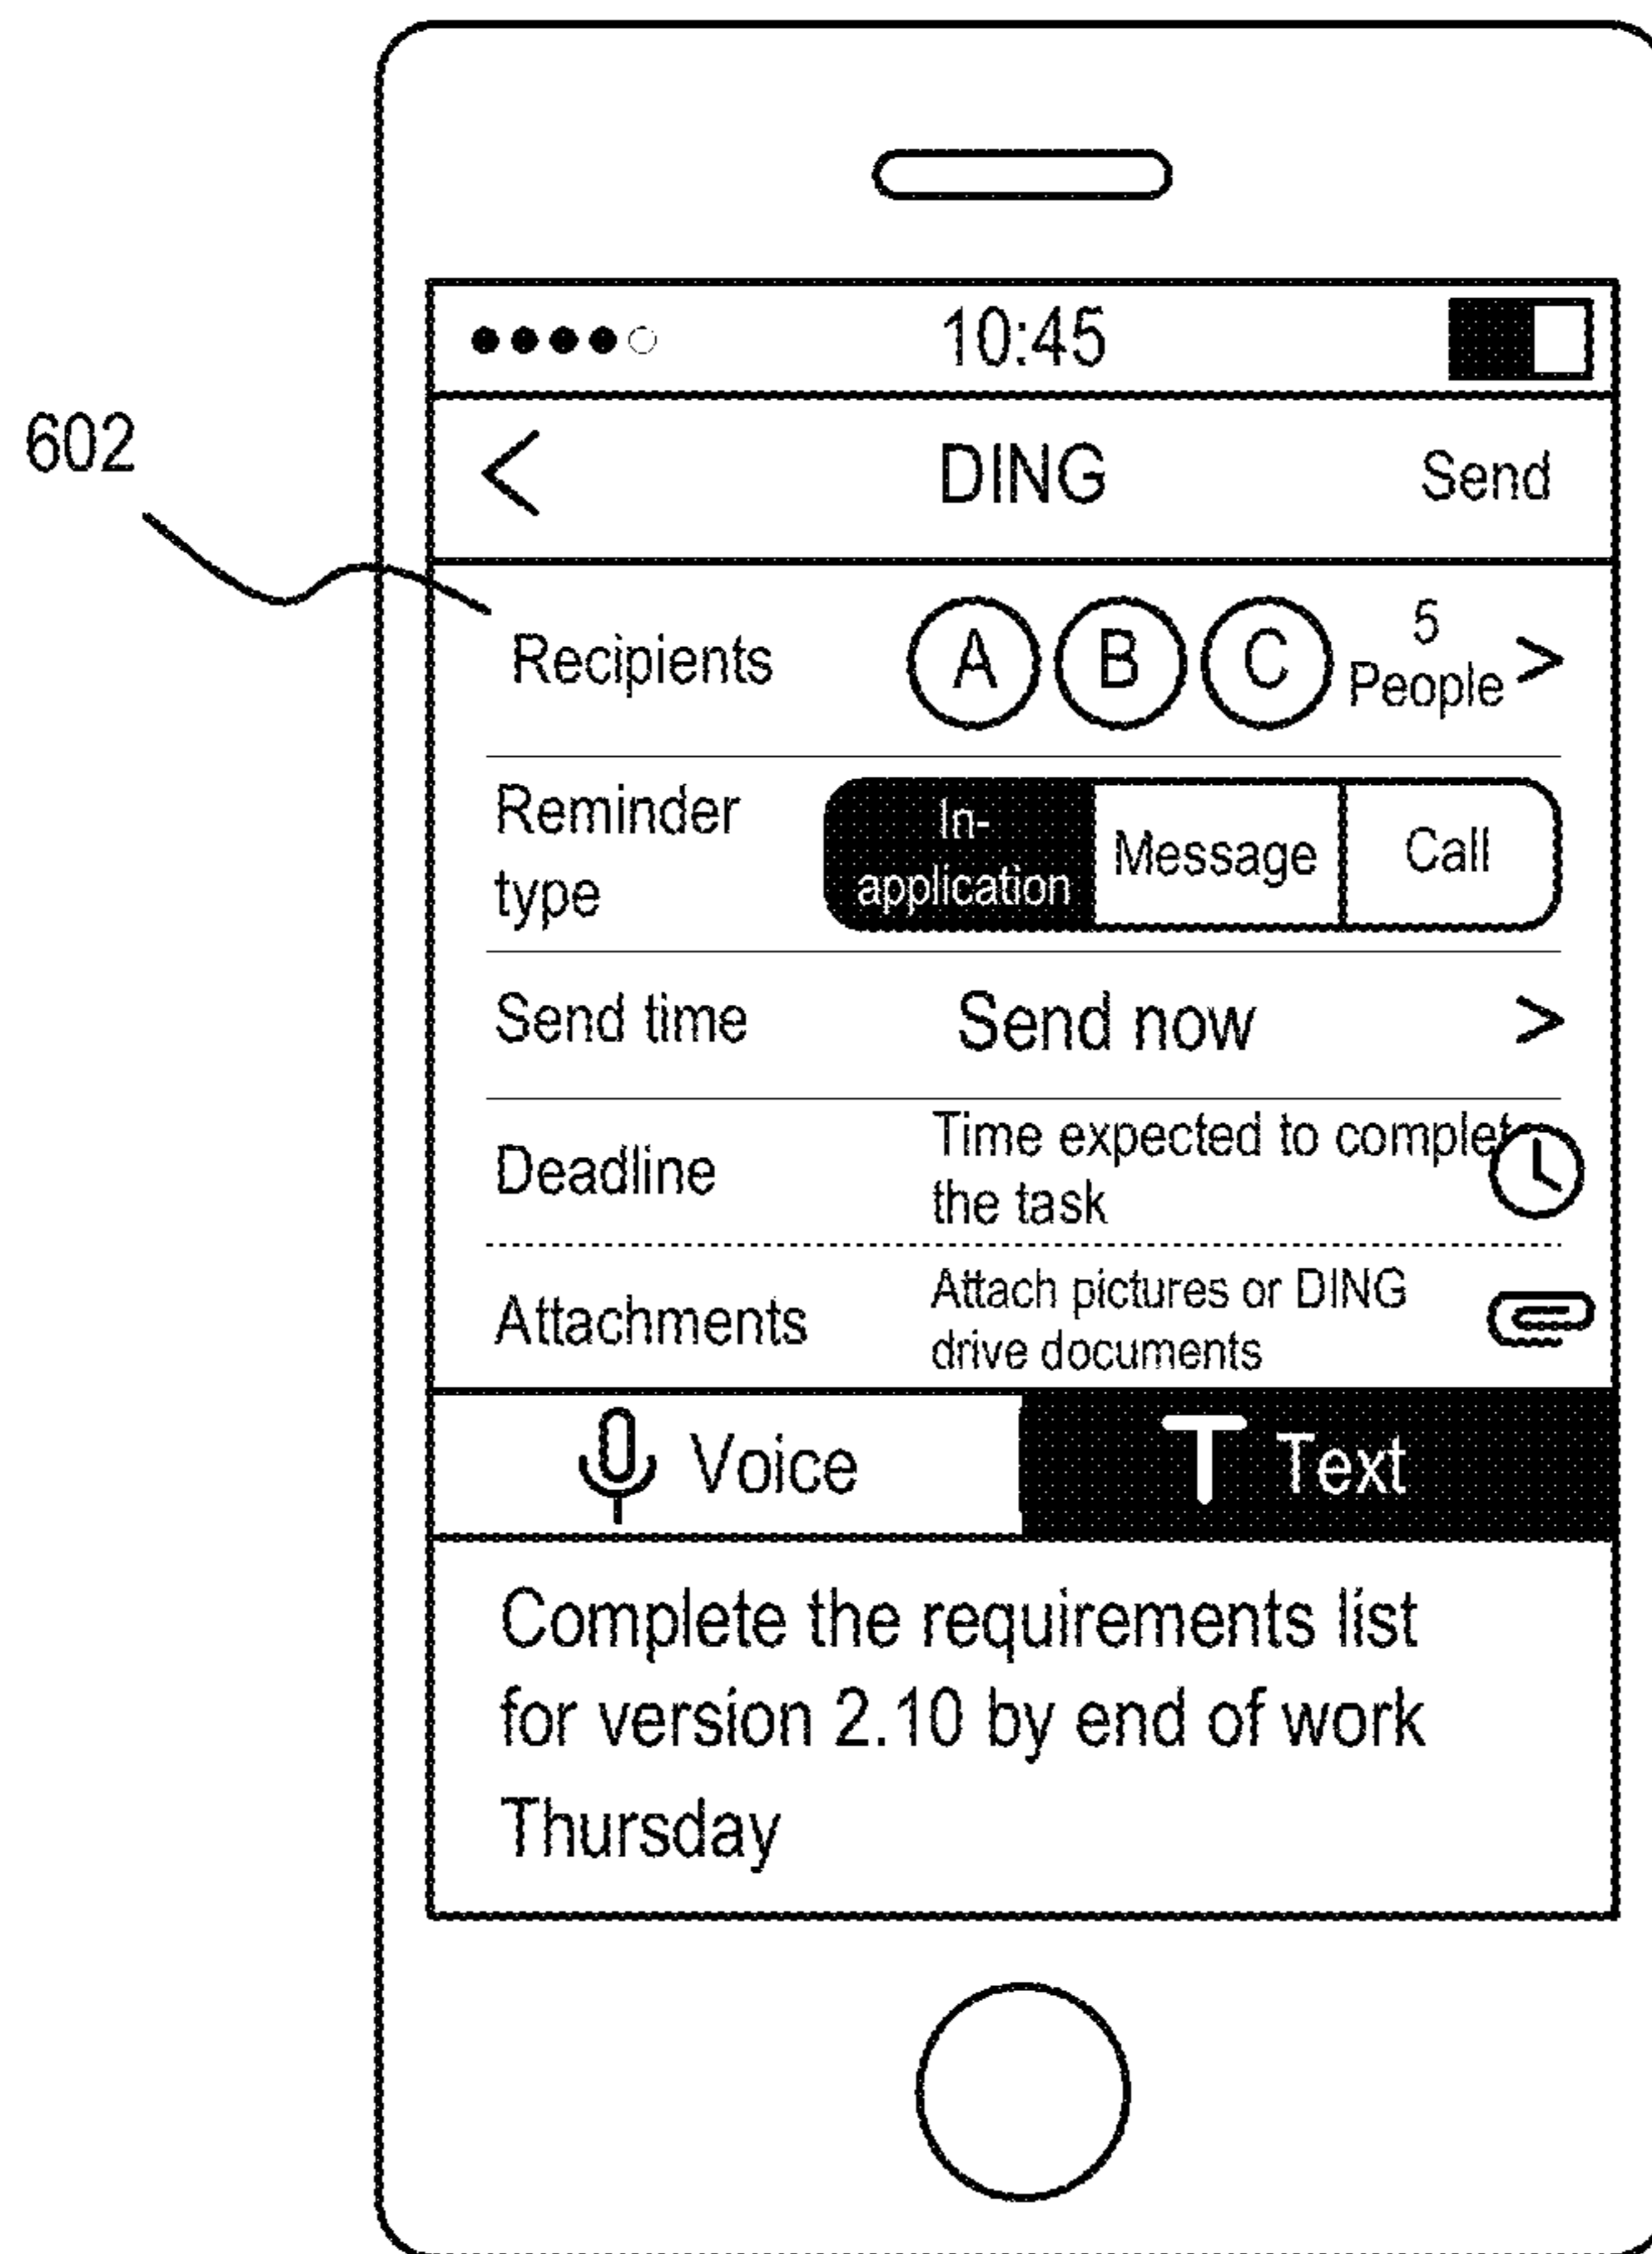 10:45
602
< DING Send
Recipients A B C 5 People >
Reminder type In-application Message Call
Send time Send now >
Deadline Time expected to complete
the task
Attachments Attach pictures or DING
drive documents
Voice T Text
Complete the requirements list
for version 2.10 by end of work
Thursday